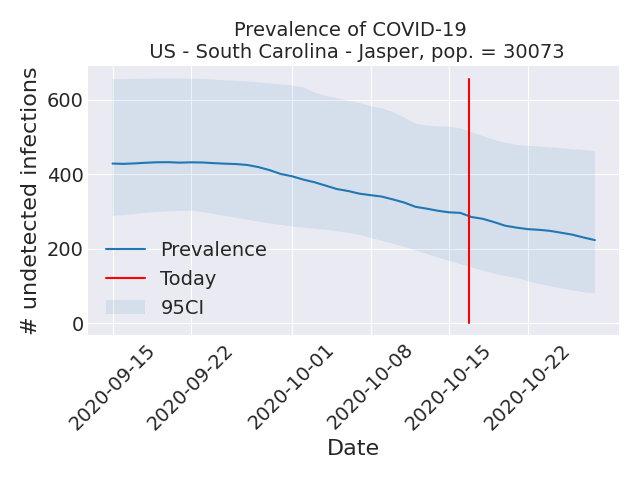 Prevalence of COVID-19
US - South Carolina - Jasper, pop. = 30073
# undetected infections
600
400
200
0
Prevalence
Today
95CI
2020-09-15
2020-09-22
2020-10-01
2020-10-08
2020-10-15
2020-10-22
Date